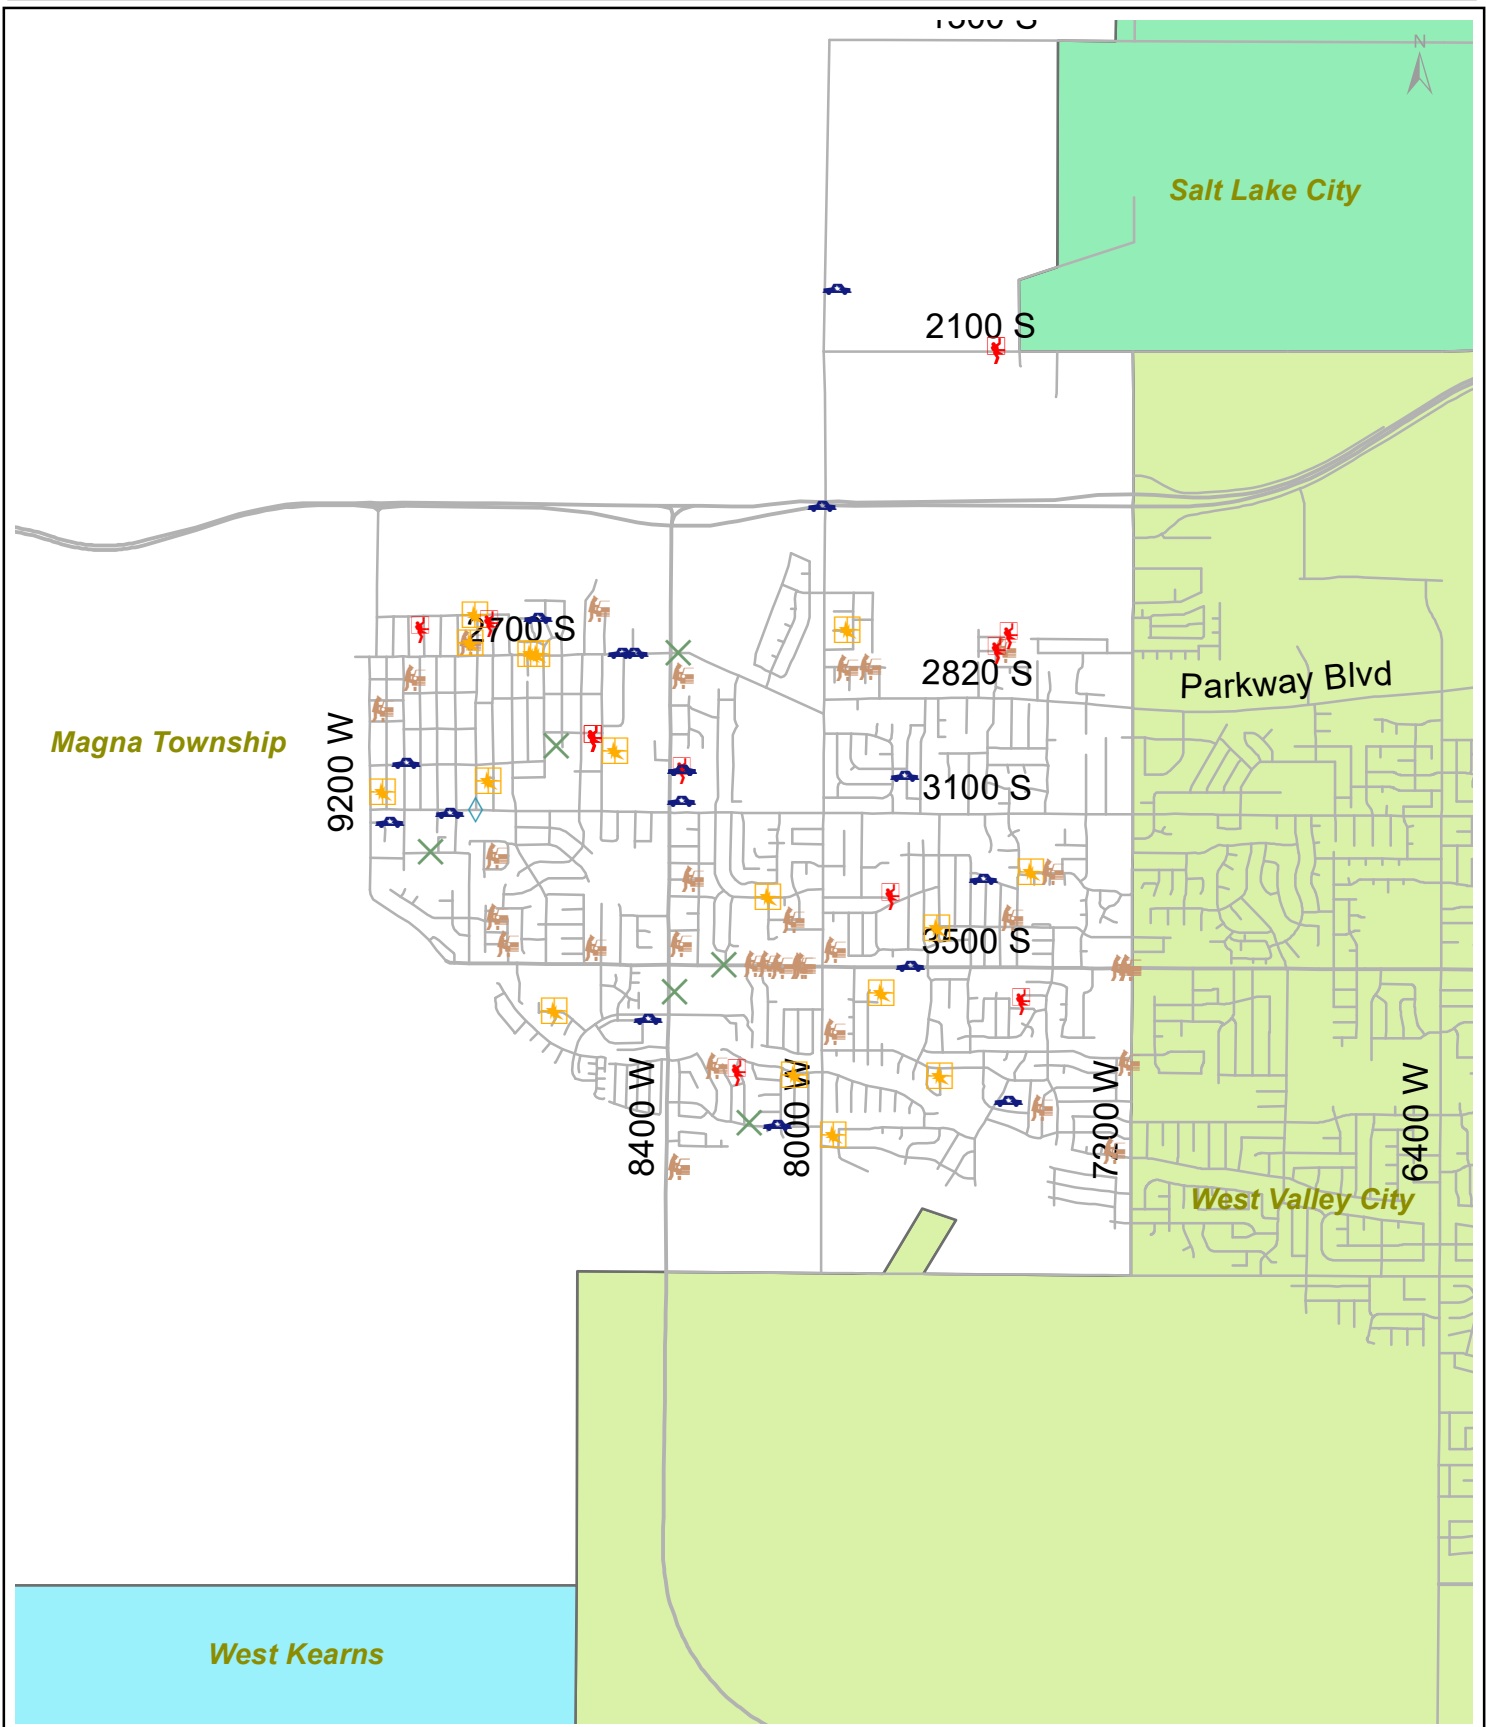 N
Salt Lake City
2100 S
2700 S
2820 S
Parkway Blvd
Magna Township
9200 W
3100 S
3500 S
8400 W
8000 W
7200 W
6400 W
West Valley City
West Kearns